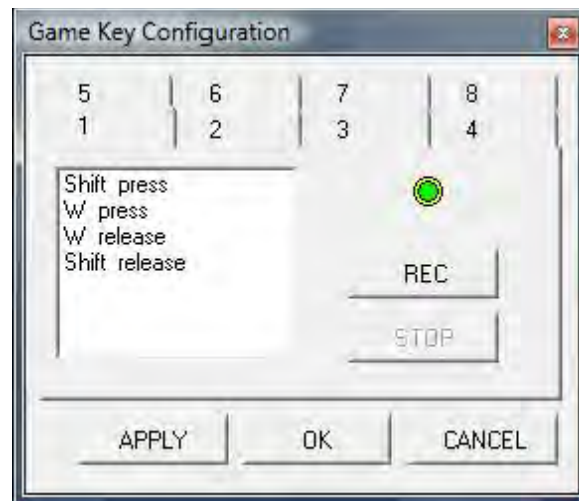 Game Key Configuration
5 6 7 8
1 2 3 4
Shift press
W press
W release
Shift release
REC
STOP
APPLY OK CANCEL